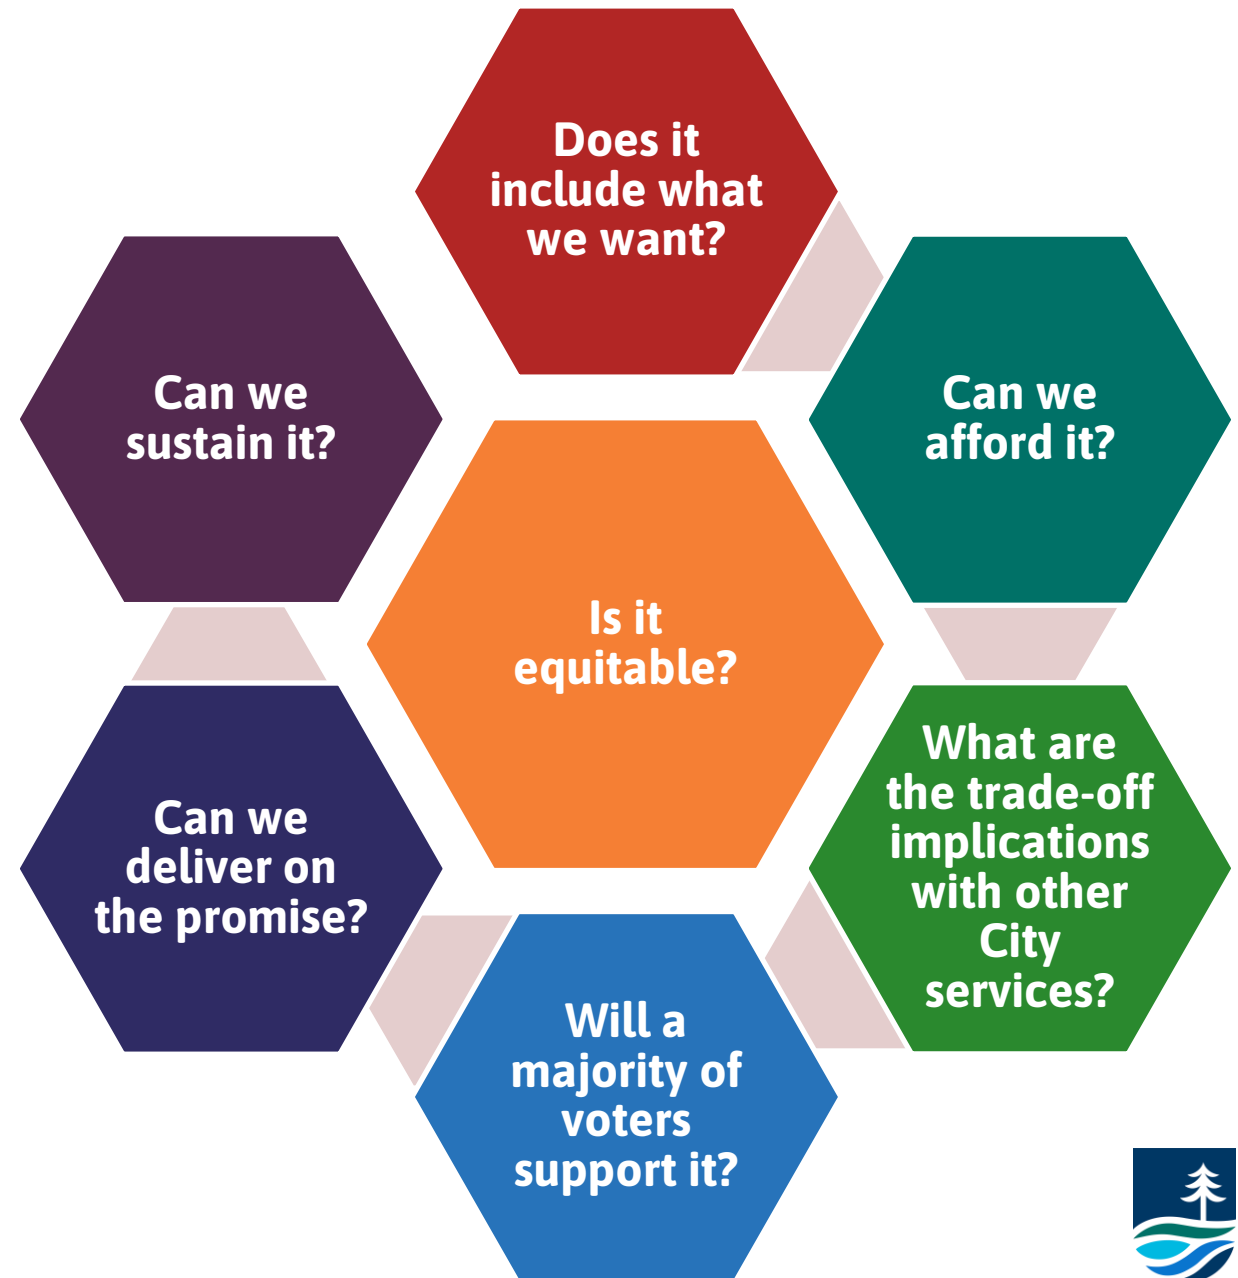 Does it
include what
we want?
Can we
afford it?
What are
the trade-off
implications
with other
City
services?
Will a
majority of
voters
support it?
Can we
deliver on
the promise?
Can we
sustain it?
Is it
equitable?